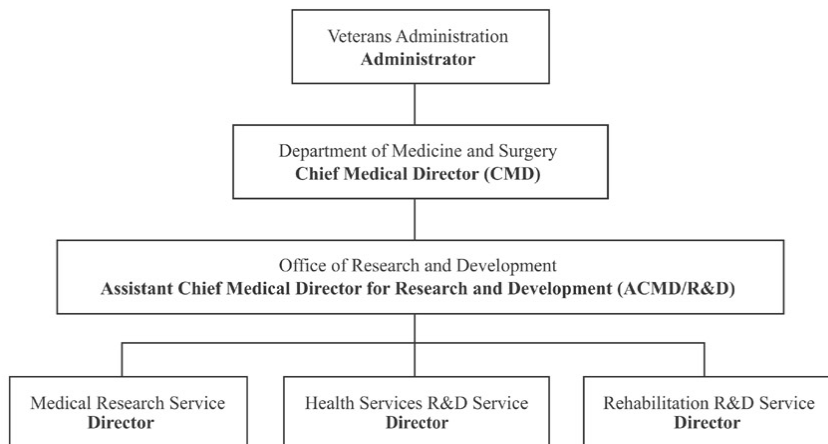 Veterans Administration
Administrator
Department of Medicine and Surgery
Chief Medical Director (CMD)
Office of Research and Development
Assistant Chief Medical Director for Research and Development (ACMD/R&D)
Medical Research Service
Director
Health Services R&D Service
Director
Rehabilitation R&D Service
Director